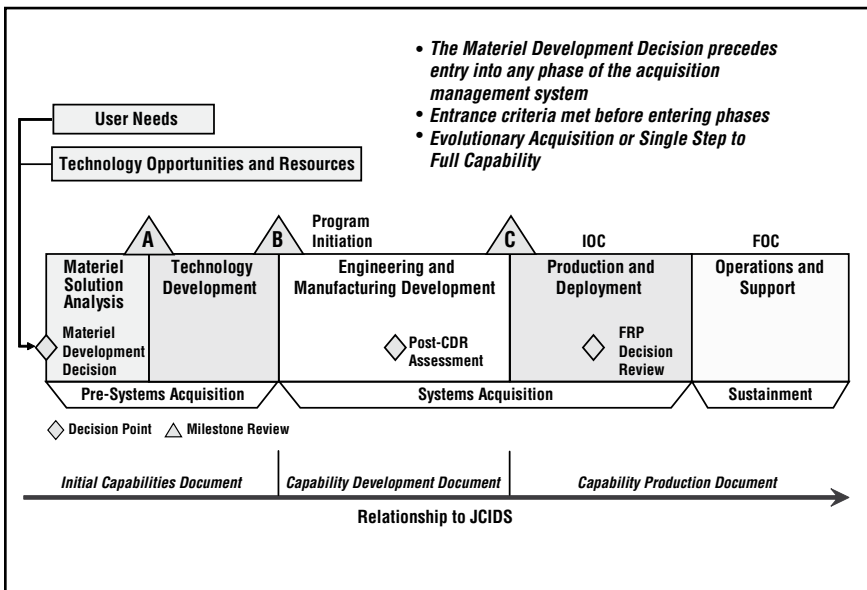 • The Materiel Development Decision precedes
entry into any phase of the acquisition
management system
• Entrance criteria met before entering phases
• Evolutionary Acquisition or Single Step to
Full Capability
User Needs
Technology Opportunities and Resources
A
B
Program
Initiation
C
IOC
FOC
Materiel
Solution
Analysis
Technology
Development
Engineering and
Manufacturing Development
Production and
Deployment
Operations and
Support
Materiel
Development
Decision
Post-CDR
Assessment
FRP
Decision
Review
Pre-Systems Acquisition
Systems Acquisition
Sustainment
Decision Point
Milestone Review
Initial Capabilities Document
Capability Development Document
Capability Production Document
Relationship to JCIDS